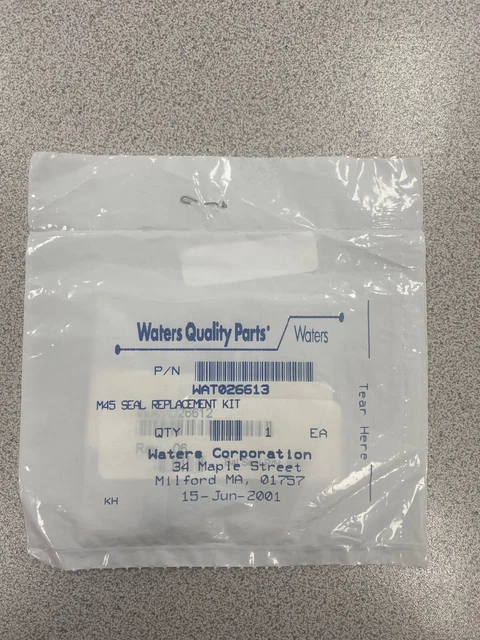 Waters Quality Parts® Waters
P/N
WAT026613
M45 SEAL REPLACEMENT KIT
026612
QTY 1 EA
Waters Corporation
34 Maple Street
Milford MA, 01757
KH 15-Jun-2001
Tear Here